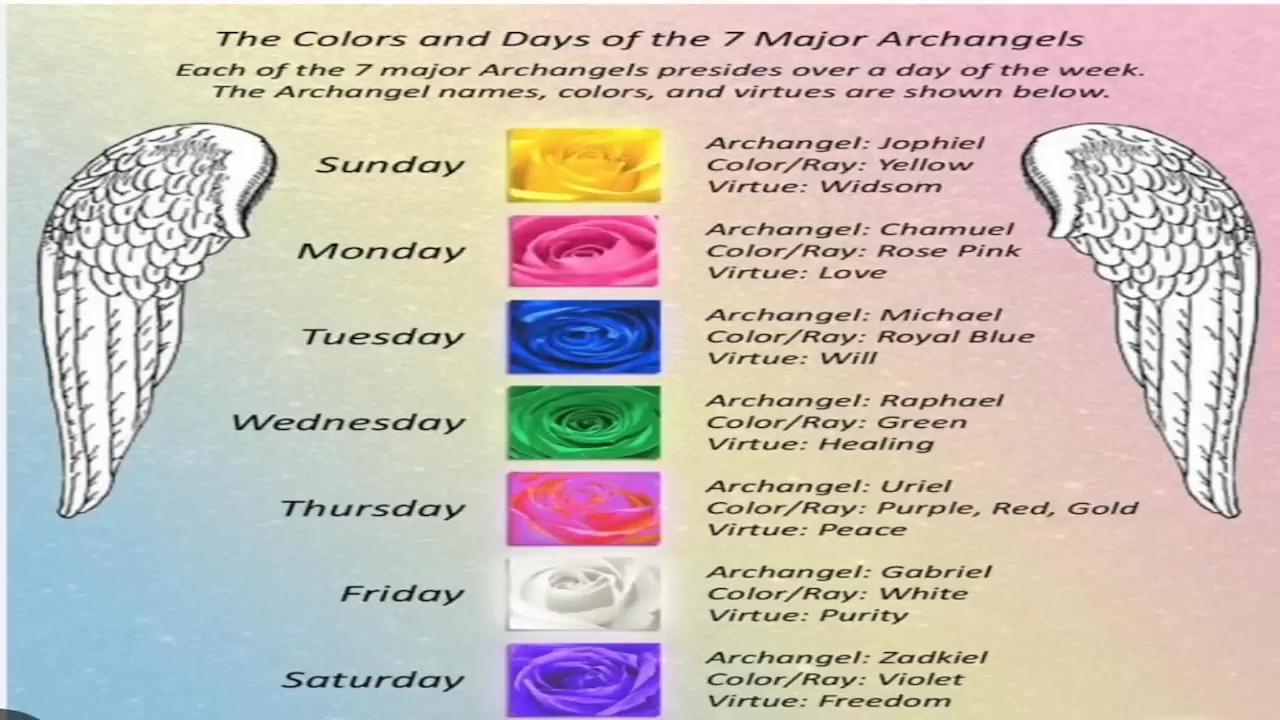 The Colors and Days of the 7 Major Archangels
Each of the 7 major Archangels presides over a day of the week.
The Archangel names, colors, and virtues are shown below.
Sunday
Archangel: Jophiel
Color/Ray: Yellow
Virtue: Widsom
Monday
Archangel: Chamuel
Color/Ray: Rose Pink
Virtue: Love
Tuesday
Archangel: Michael
Color/Ray: Royal Blue
Virtue: Will
Wednesday
Archangel: Raphael
Color/Ray: Green
Virtue: Healing
Thursday
Archangel: Uriel
Color/Ray: Purple, Red, Gold
Virtue: Peace
Friday
Archangel: Gabriel
Color/Ray: White
Virtue: Purity
Saturday
Archangel: Zadkiel
Color/Ray: Violet
Virtue: Freedom